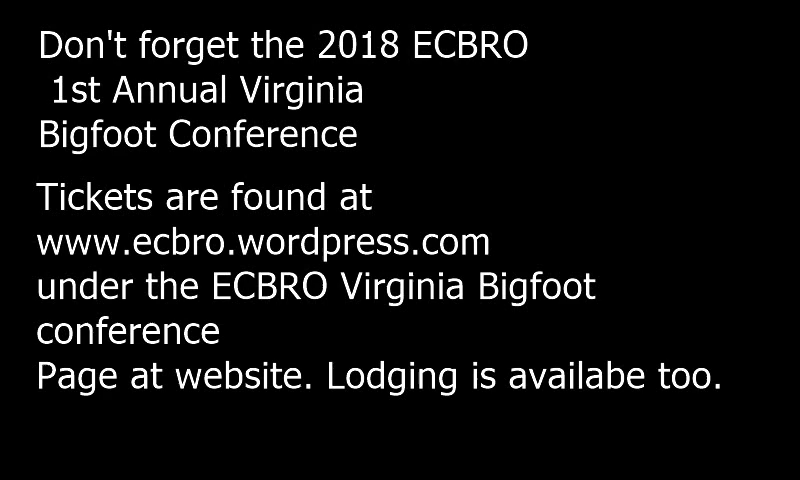 Don't forget the 2018 ECBRO
1st Annual Virginia
Bigfoot Conference
Tickets are found at
www.ecbro.wordpress.com
under the ECBRO Virginia Bigfoot
conference
Page at website. Lodging is availabe too.